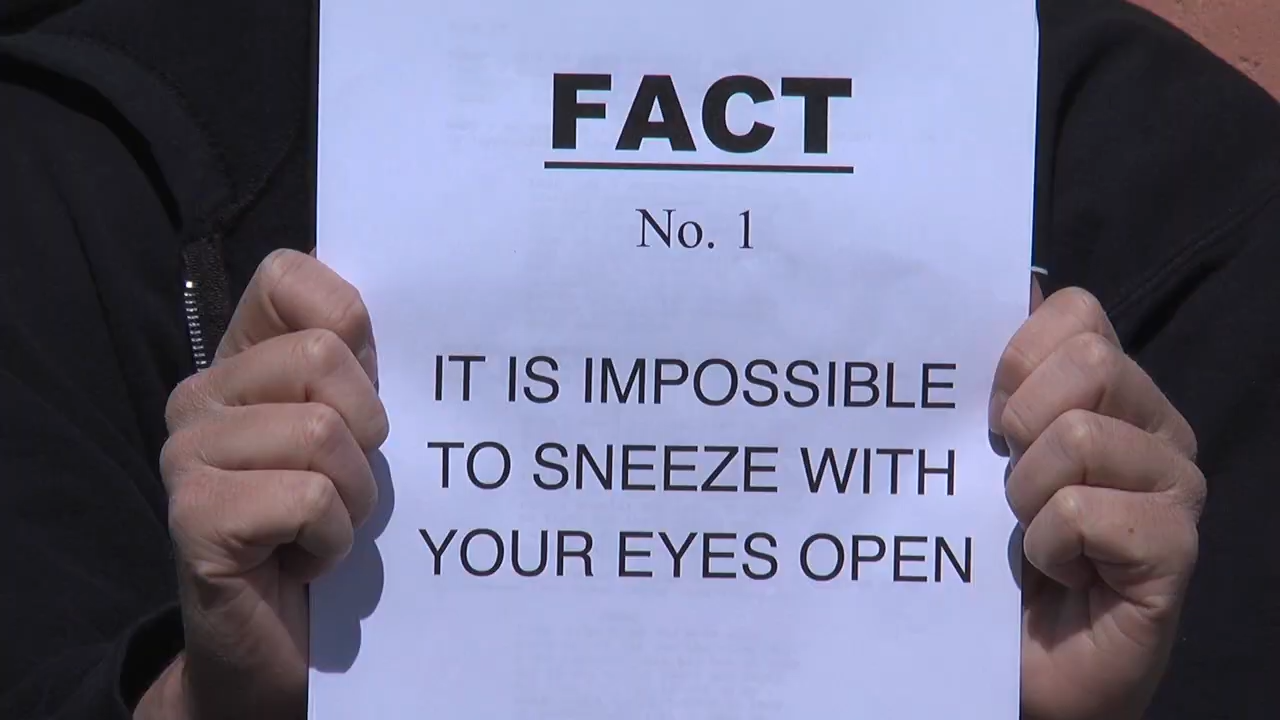 FACT
No. 1
IT IS IMPOSSIBLE
TO SNEEZE WITH
YOUR EYES OPEN